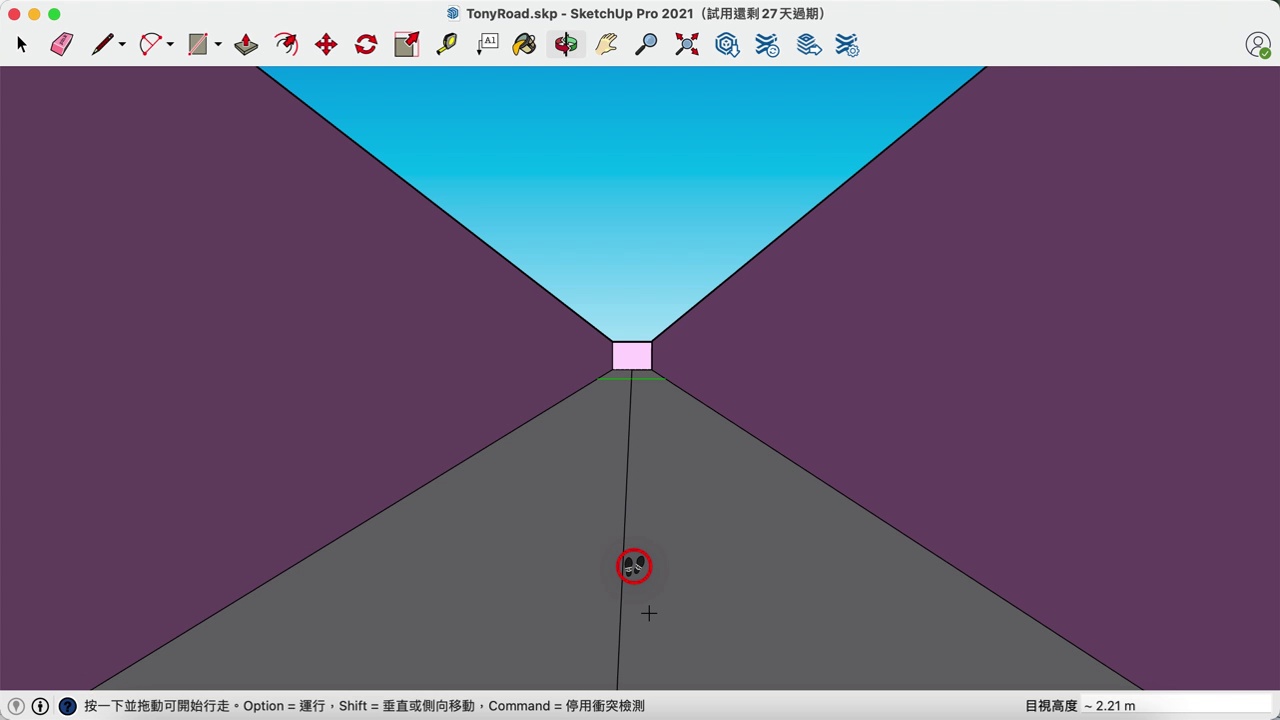 TonyRoad.skp - SketchUp Pro 2021（試用還剩 27 天過期）
A1
?
按一下並拖動可開始行走。Option = 運行，Shift = 垂直或側向移動，Command = 停用衝突檢測
目視高度 ~ 2.21 m